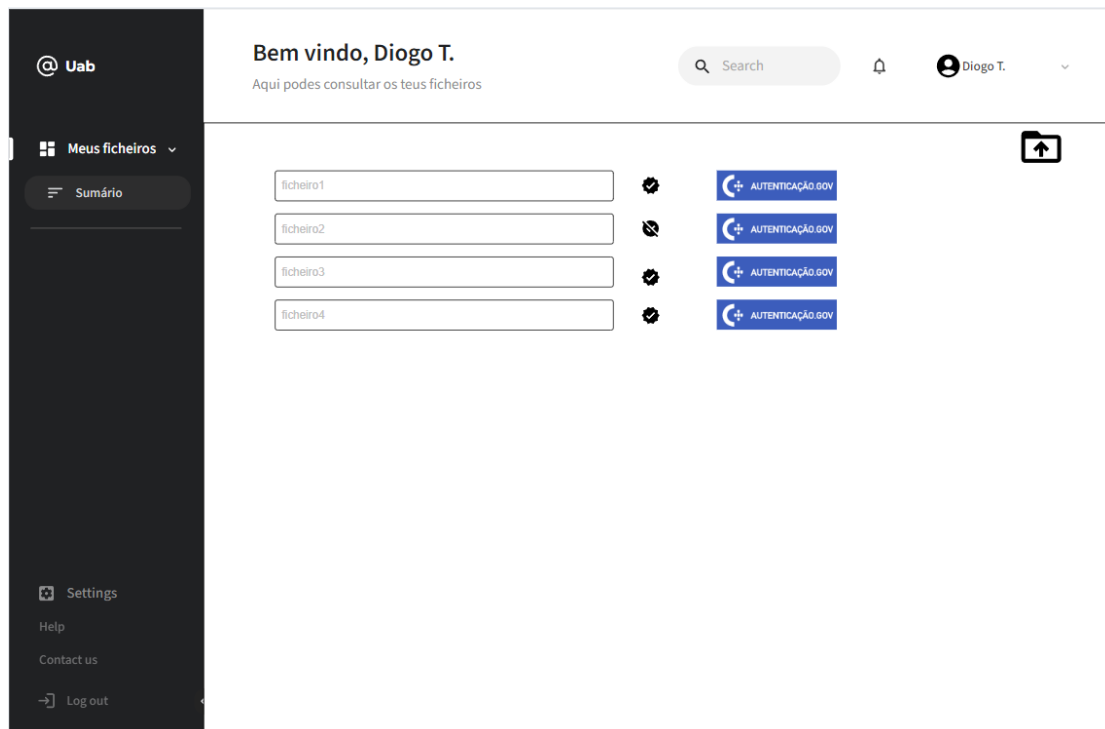 @ Uab
Bem vindo, Diogo T.
Aqui podes consultar os teus ficheiros
Search
Diogo T.
Meus ficheiros
Sumário
ficheiro1
AUTENTICAÇÃO.GOV
ficheiro2
AUTENTICAÇÃO.GOV
ficheiro3
AUTENTICAÇÃO.GOV
ficheiro4
AUTENTICAÇÃO.GOV
Settings
Help
Contact us
Log out